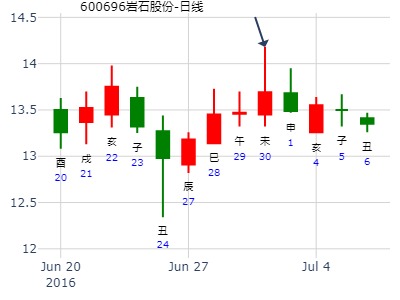 600696岩石股份-日线
14.5
14
13.5
13
12.5
12
酉
20
戌
21
亥
22
子
23
丑
24
辰
27
巳
28
午
29
未
30
申
1
亥
4
子
5
丑
6
Jun 20
2016
Jun 27
Jul 4